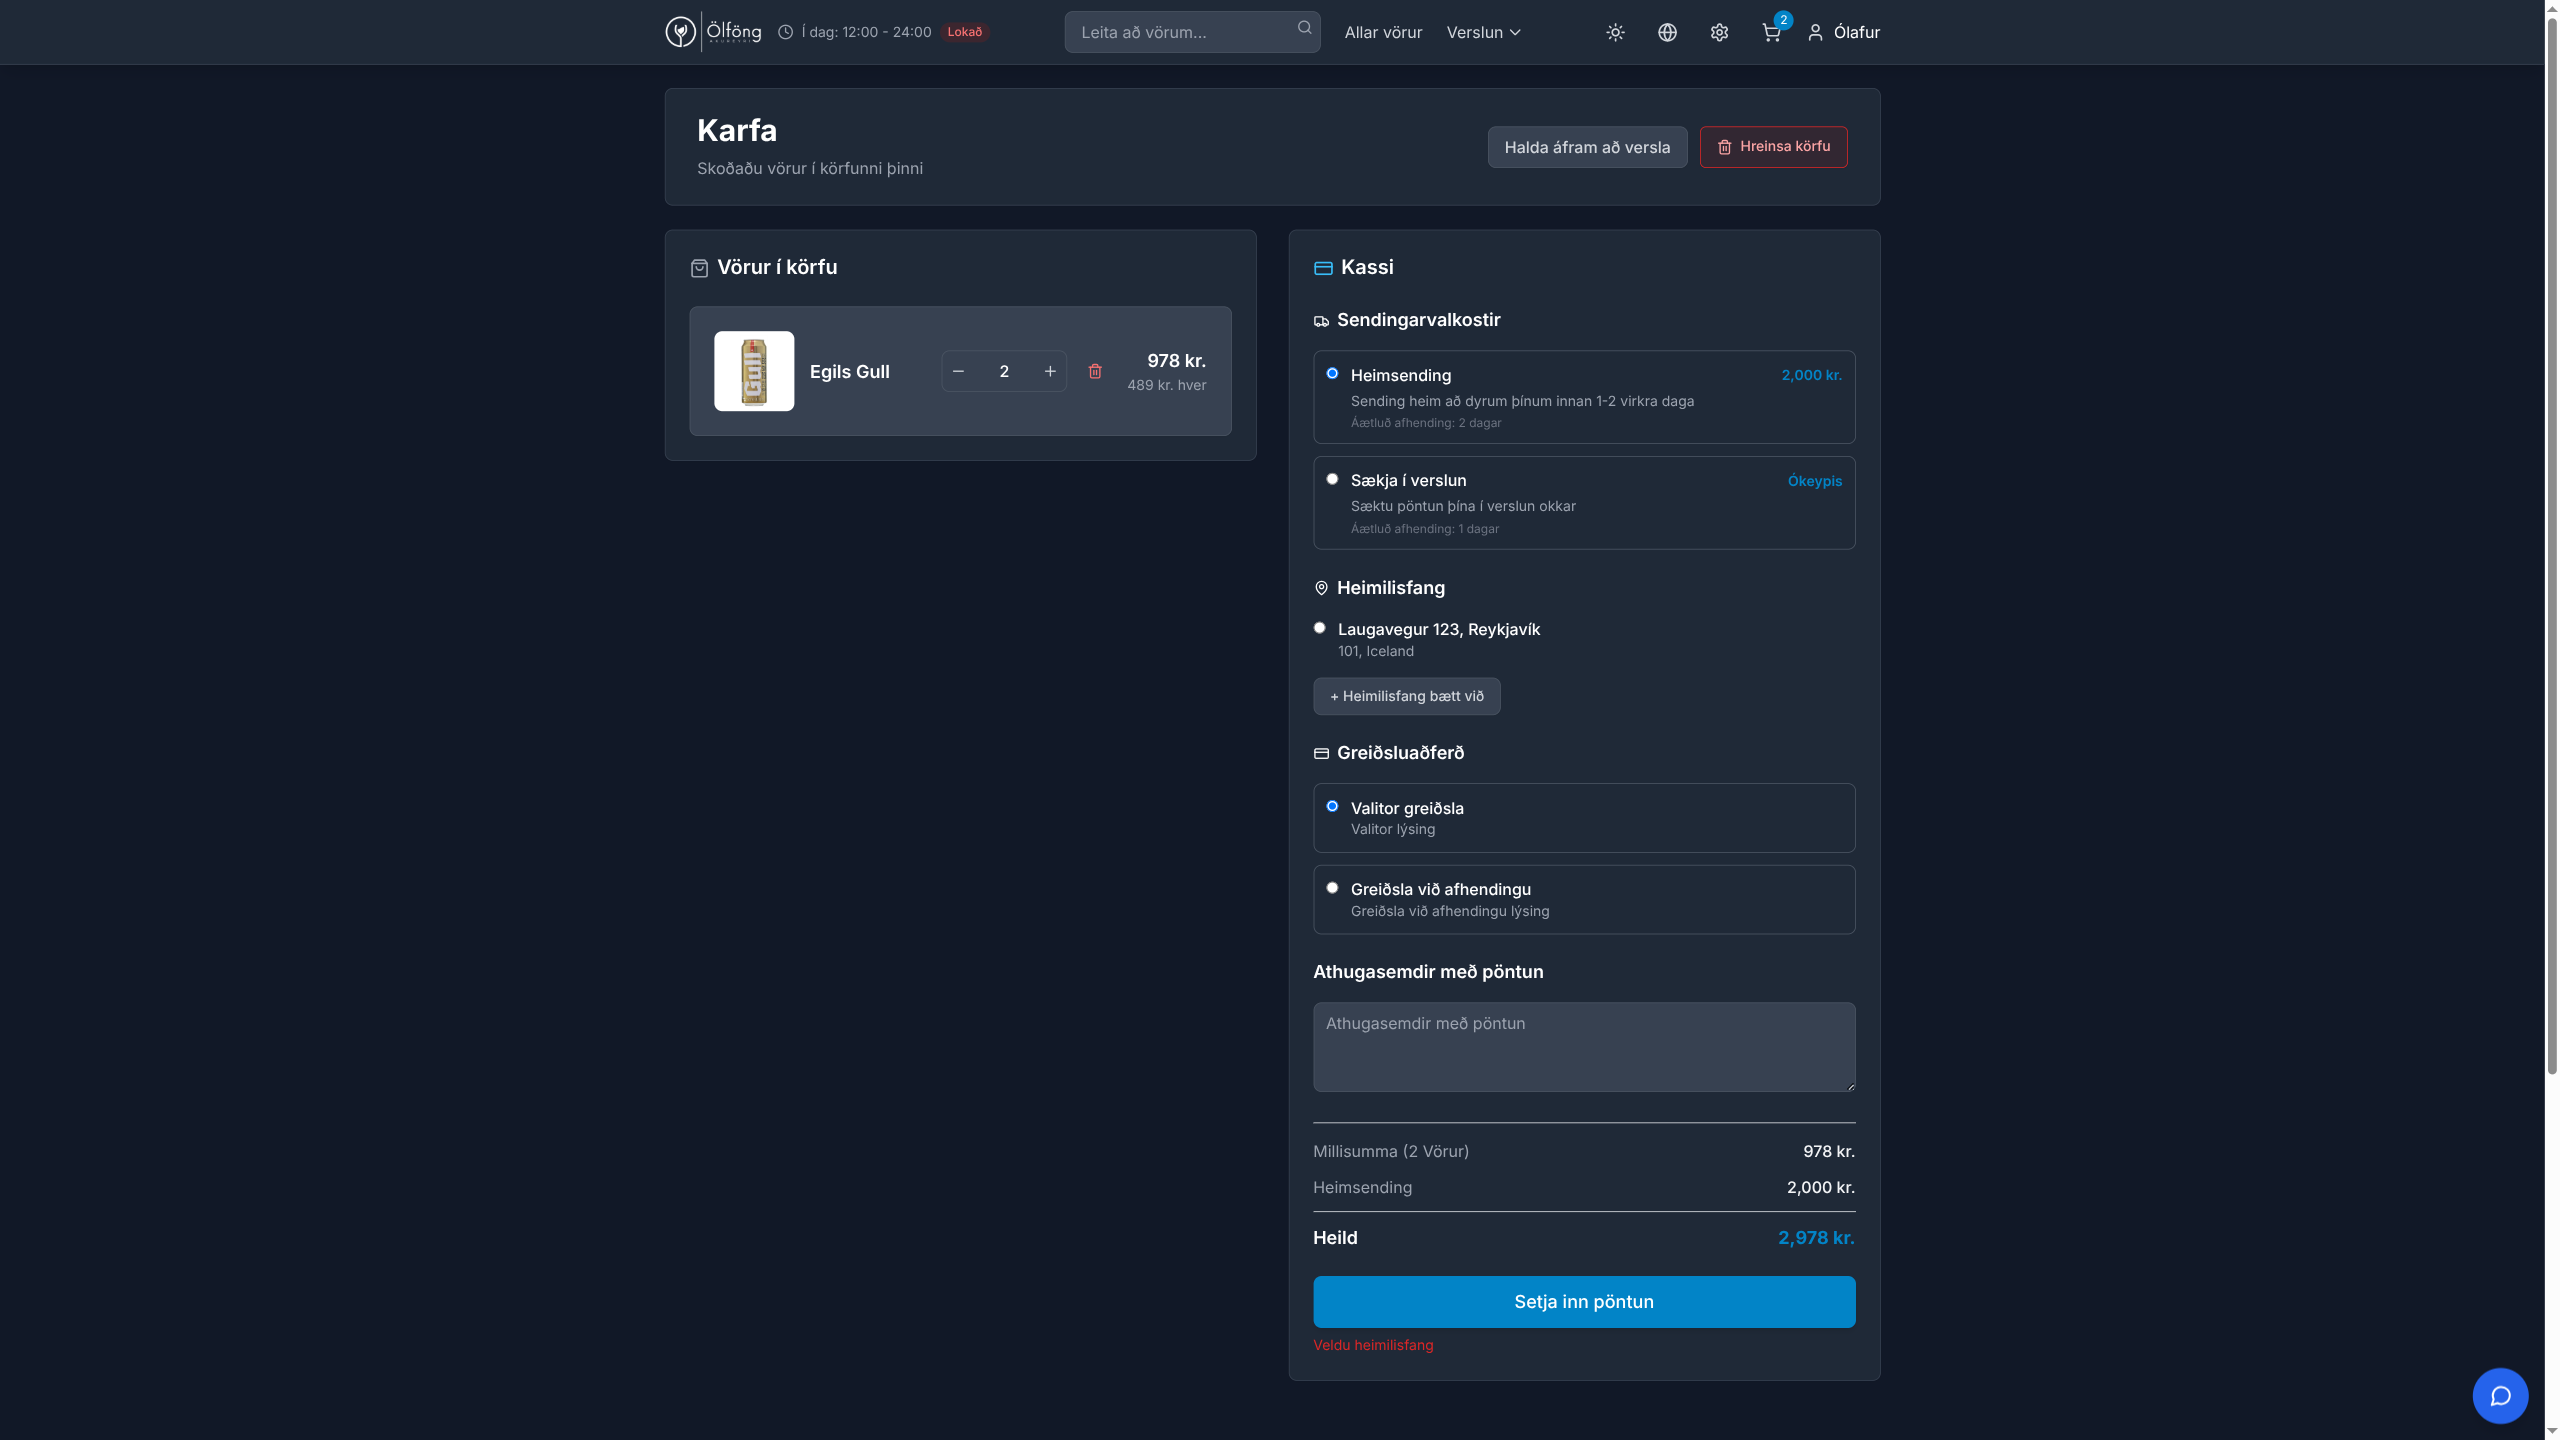 Ölföng
Í dag: 12:00 - 24:00
Lokað
Leita að vörum...
Allar vörur
Verslun
2
Ólafur
Karfa
Skoðaðu vörur í körfunni þinni
Halda áfram að versla
Hreinsa körfu
Vörur í körfu
Gull
Egils Gull
2
978 kr.
489 kr. hver
Kassi
Sendingarvalkostir
Heimsending
2,000 kr.
Sending heim að dyrum þínum innan 1-2 virkra daga
Áætluð afhending: 2 dagar
Sækja í verslun
Ókeypis
Sæktu pöntun þína í verslun okkar
Áætluð afhending: 1 dagar
Heimilisfang
Laugavegur 123, Reykjavík
101, Iceland
+ Heimilisfang bætt við
Greiðsluaðferð
Valitor greiðsla
Valitor lýsing
Greiðsla við afhendingu
Greiðsla við afhendingu lýsing
Athugasemdir með pöntun
Athugasemdir með pöntun
Millisumma (2 Vörur)
978 kr.
Heimsending
2,000 kr.
Heild
2,978 kr.
Setja inn pöntun
Veldu heimilisfang